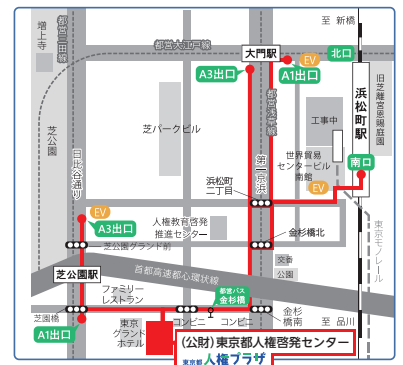 至 新橋
増上寺
都営三田線
都営大江戸線
大門駅
北口
EV
A3出口
A1出口
旧芝離宮恩賜庭園
浜松町駅
都営浅草線
工事中
芝パークビル
芝公園
日比谷通り
第一京浜
世界貿易
センタービル
南館
南口
EV
浜松町
二丁目
EV
A3出口
人権教育啓発
推進センター
金杉橋北
東京モノレール
芝公園グランド前
交番
公園
首都高速都心環状線
芝公園駅
ファミリー
レストラン
都営バス
金杉橋
芝園橋
A1出口
東京
グランド
ホテル
コンビニ
コンビニ
金杉
橋南
至 品川
(公財)東京都人権啓発センター
東京都 人権プラザ